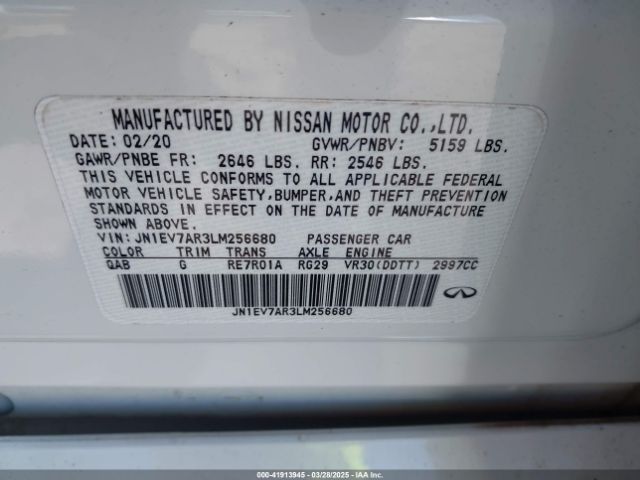 MANUFACTURED BY NISSAN MOTOR CO.,LTD.
DATE: 02/20 GVWR/PNBV: 5159 LBS.
GAWR/PNBE FR: 2646 LBS. RR: 2546 LBS.
THIS VEHICLE CONFORMS TO ALL APPLICABLE FEDERAL
MOTOR VEHICLE SAFETY,BUMPER,AND THEFT PREVENTION
STANDARDS IN EFFECT ON THE DATE OF MANUFACTURE
SHOWN ABOVE.
VIN: JN1EV7AR3LM256680 PASSENGER CAR
COLOR TRIM TRANS AXLE ENGINE
QAB G RE7R01A RG29 VR30(DDTT) 2997CC
JN1EV7AR3LM256680
INFINITI
000-41913945 | 03/28/2025 | IAAI.COM